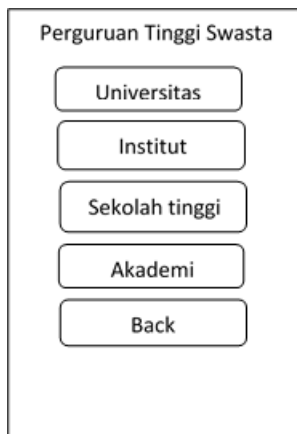 Perguruan Tinggi Swasta
Universitas
Institut
Sekolah tinggi
Akademi
Back